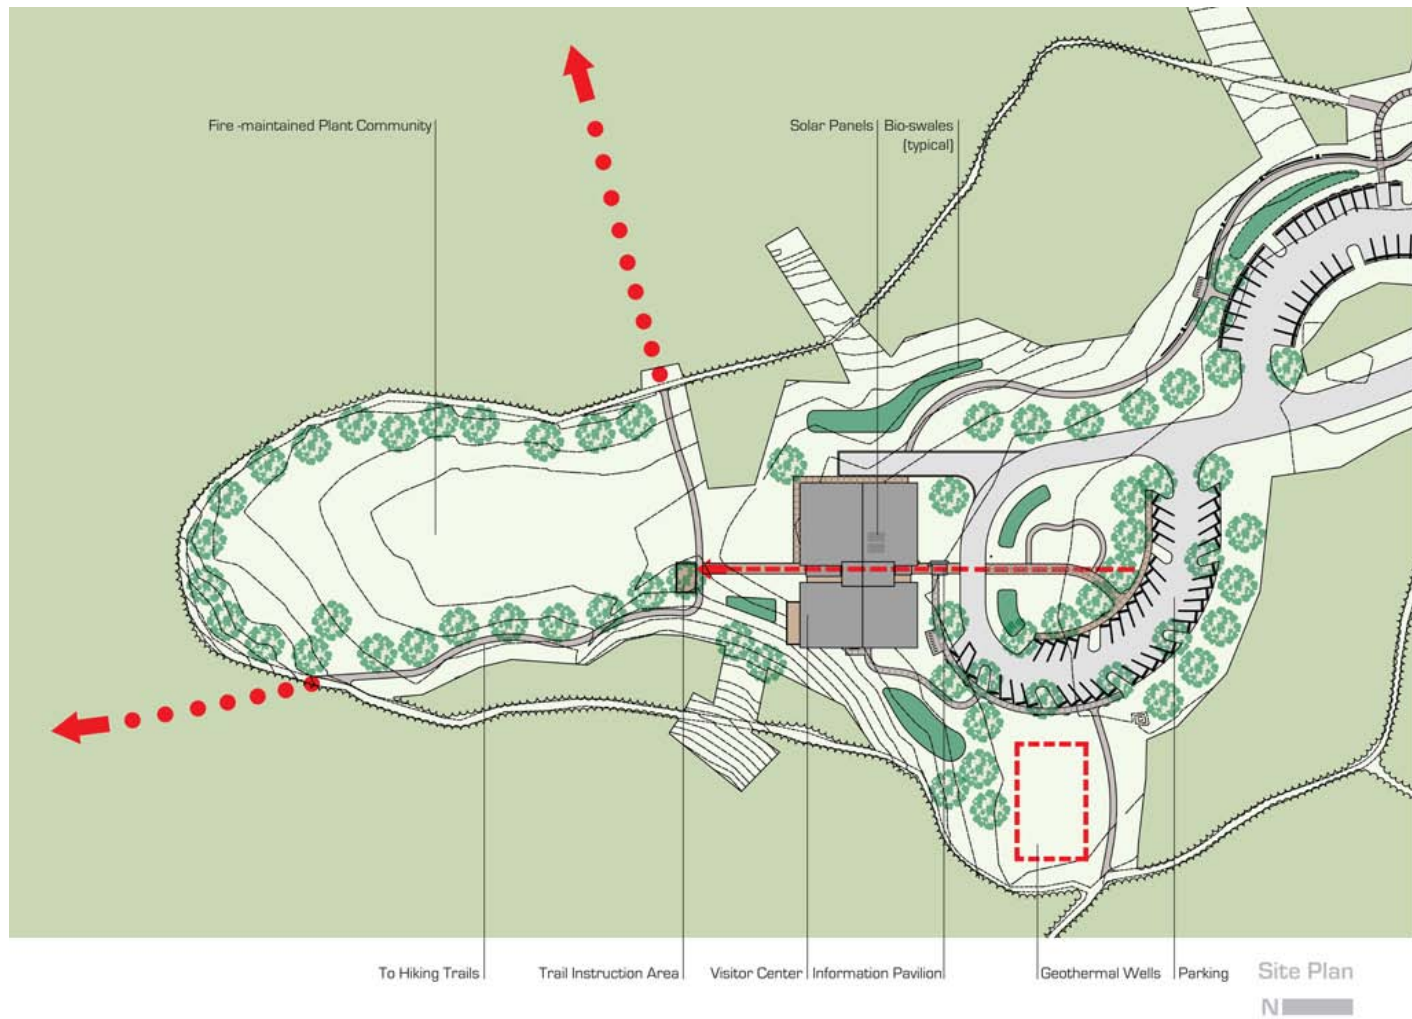 Fire -maintained Plant Community
Solar Panels
Bio-swales
(typical)
To Hiking Trails
Trail Instruction Area
Visitor Center
Information Pavilion
Geothermal Wells
Parking
Site Plan
N